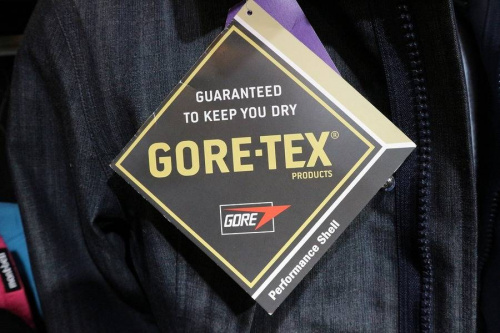 GUARANTEED
TO KEEP YOU DRY
GORE-TEX®
PRODUCTS
GORE
Performance Shell